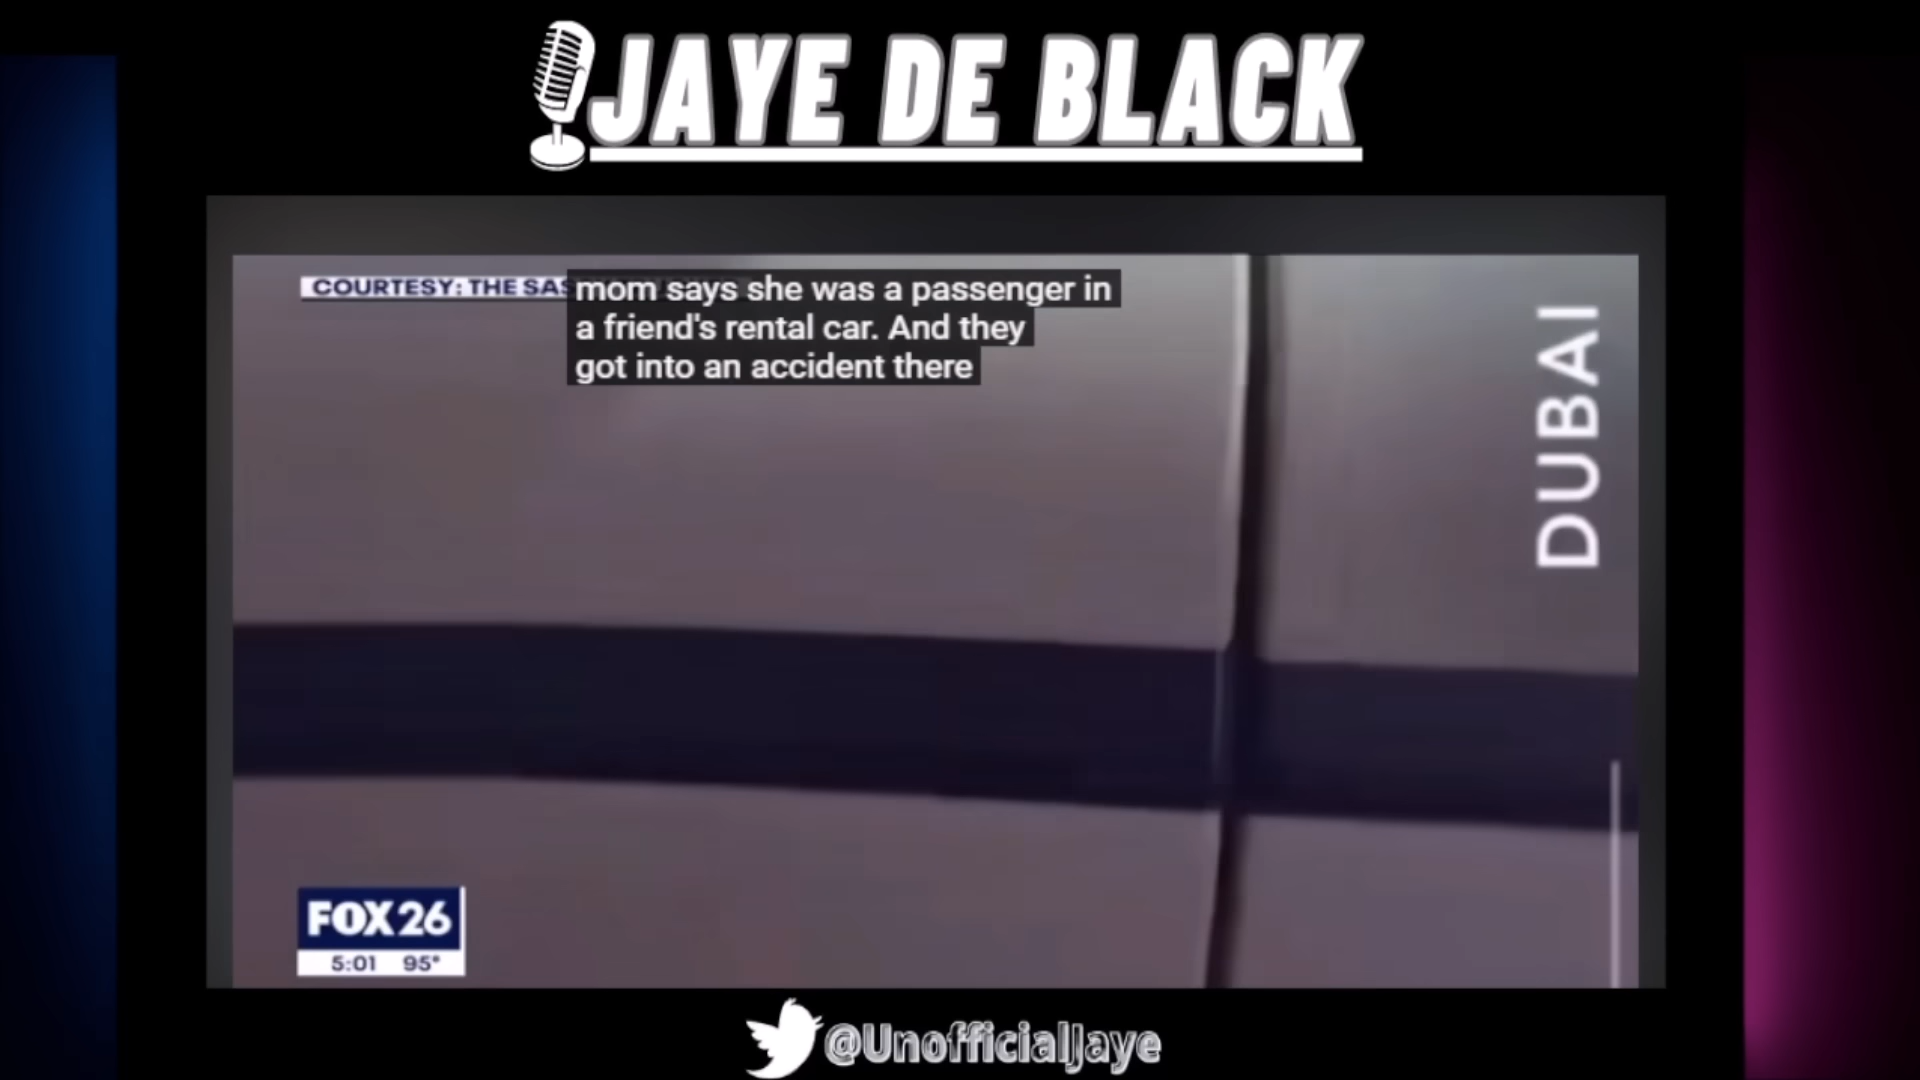 JAYE DE BLACK
COURTESY: THE
mom says she was a passenger in
a friend's rental car. And they
got into an accident there
DUBAI
FOX 26
5:01 95°
@UnofficialJaye